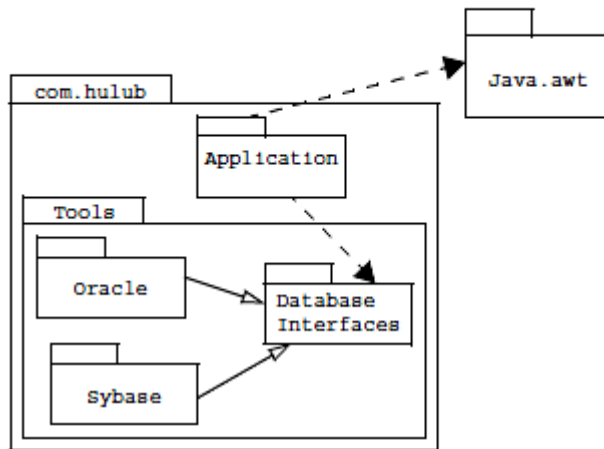 Java.awt
com.hulub
Application
Tools
Oracle
Database
Interfaces
Sybase